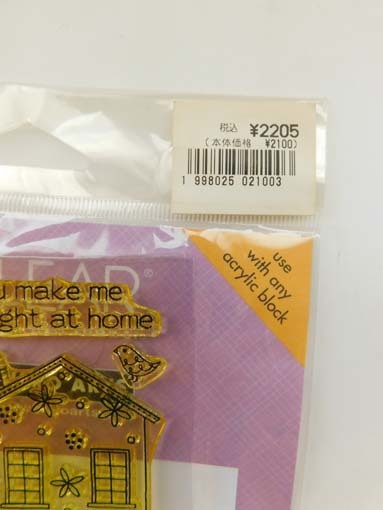 税込 ¥2205
(本体価格 ¥2100)
1 998025 021003
use
with any
acrylic block
LEAD®
u make me
ght at home